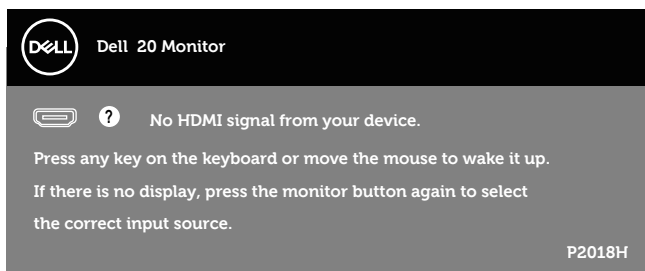 DELL
Dell 20 Monitor
? No HDMI signal from your device.
Press any key on the keyboard or move the mouse to wake it up.
If there is no display, press the monitor button again to select
the correct input source.
P2018H